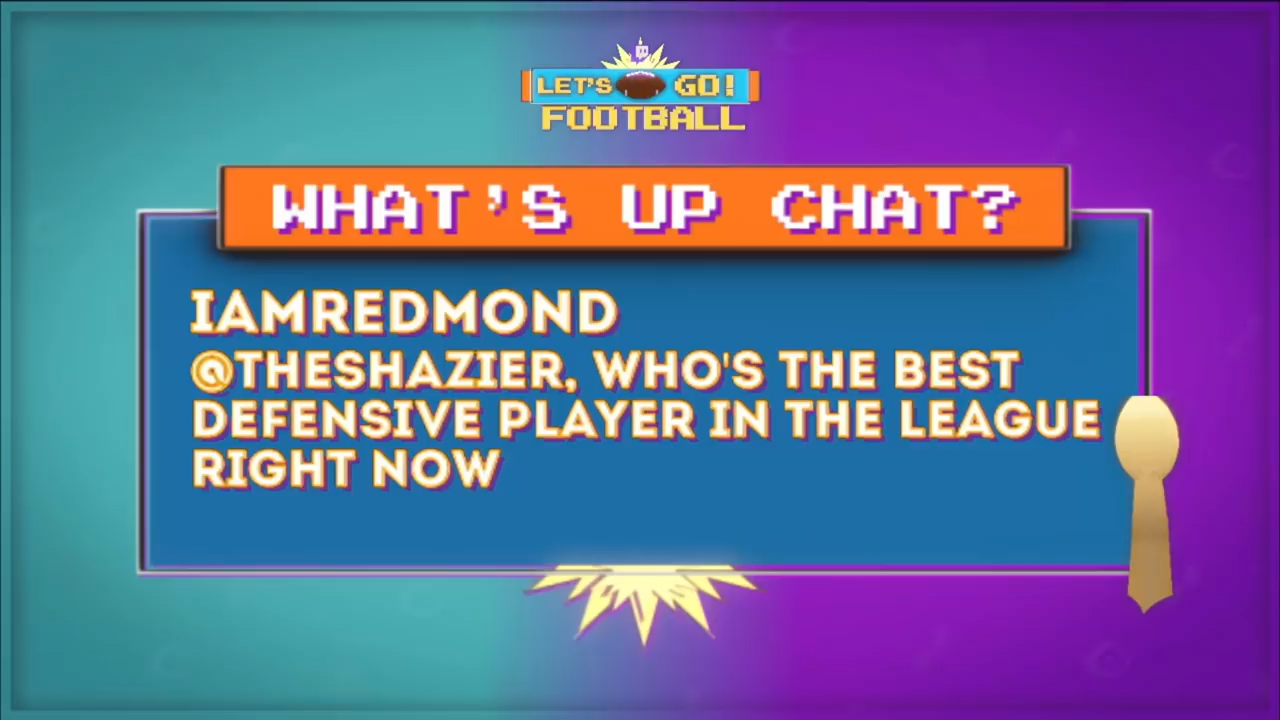 LET'S GO!
FOOTBALL
WHAT'S UP CHAT?
IAMREDMOND
@THESHAZIER, WHO'S THE BEST
DEFENSIVE PLAYER IN THE LEAGUE
RIGHT NOW